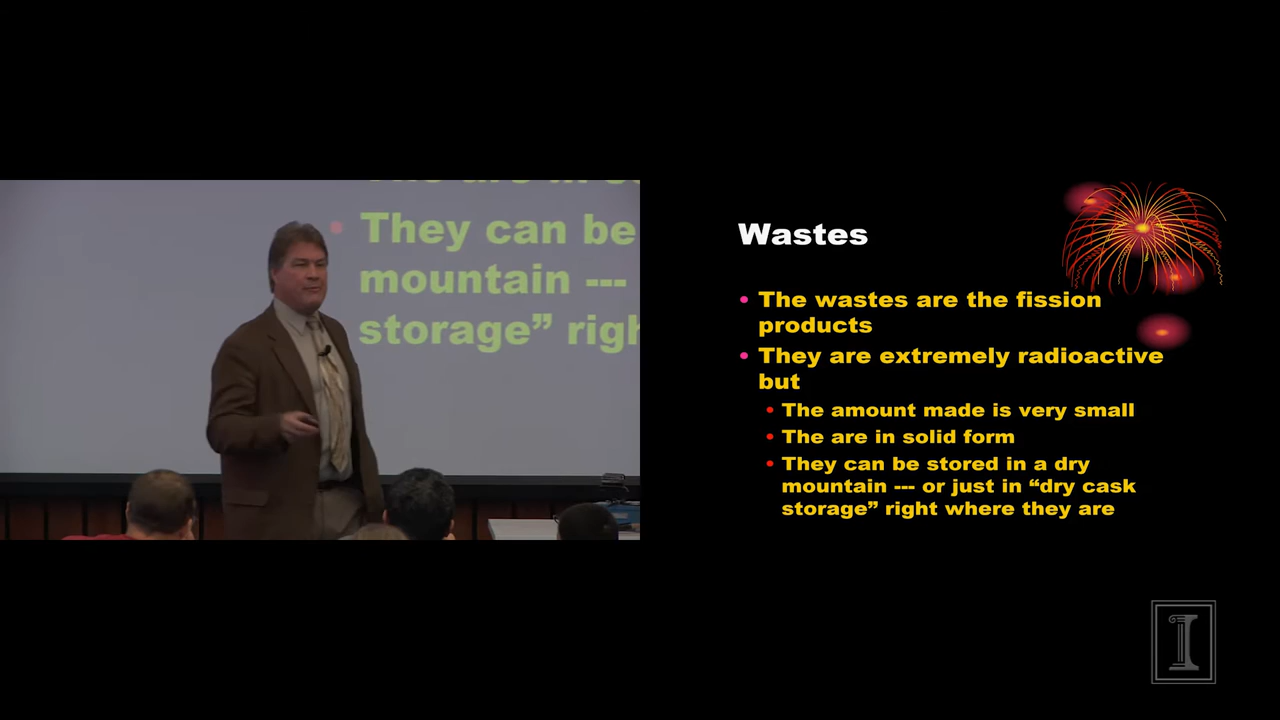 They can be
mountain ---
storage”
Wastes
• The wastes are the fission
products
• They are extremely radioactive
but
• The amount made is very small
• The are in solid form
• They can be stored in a dry
mountain --- or just in “dry cask
storage” right where they are
I